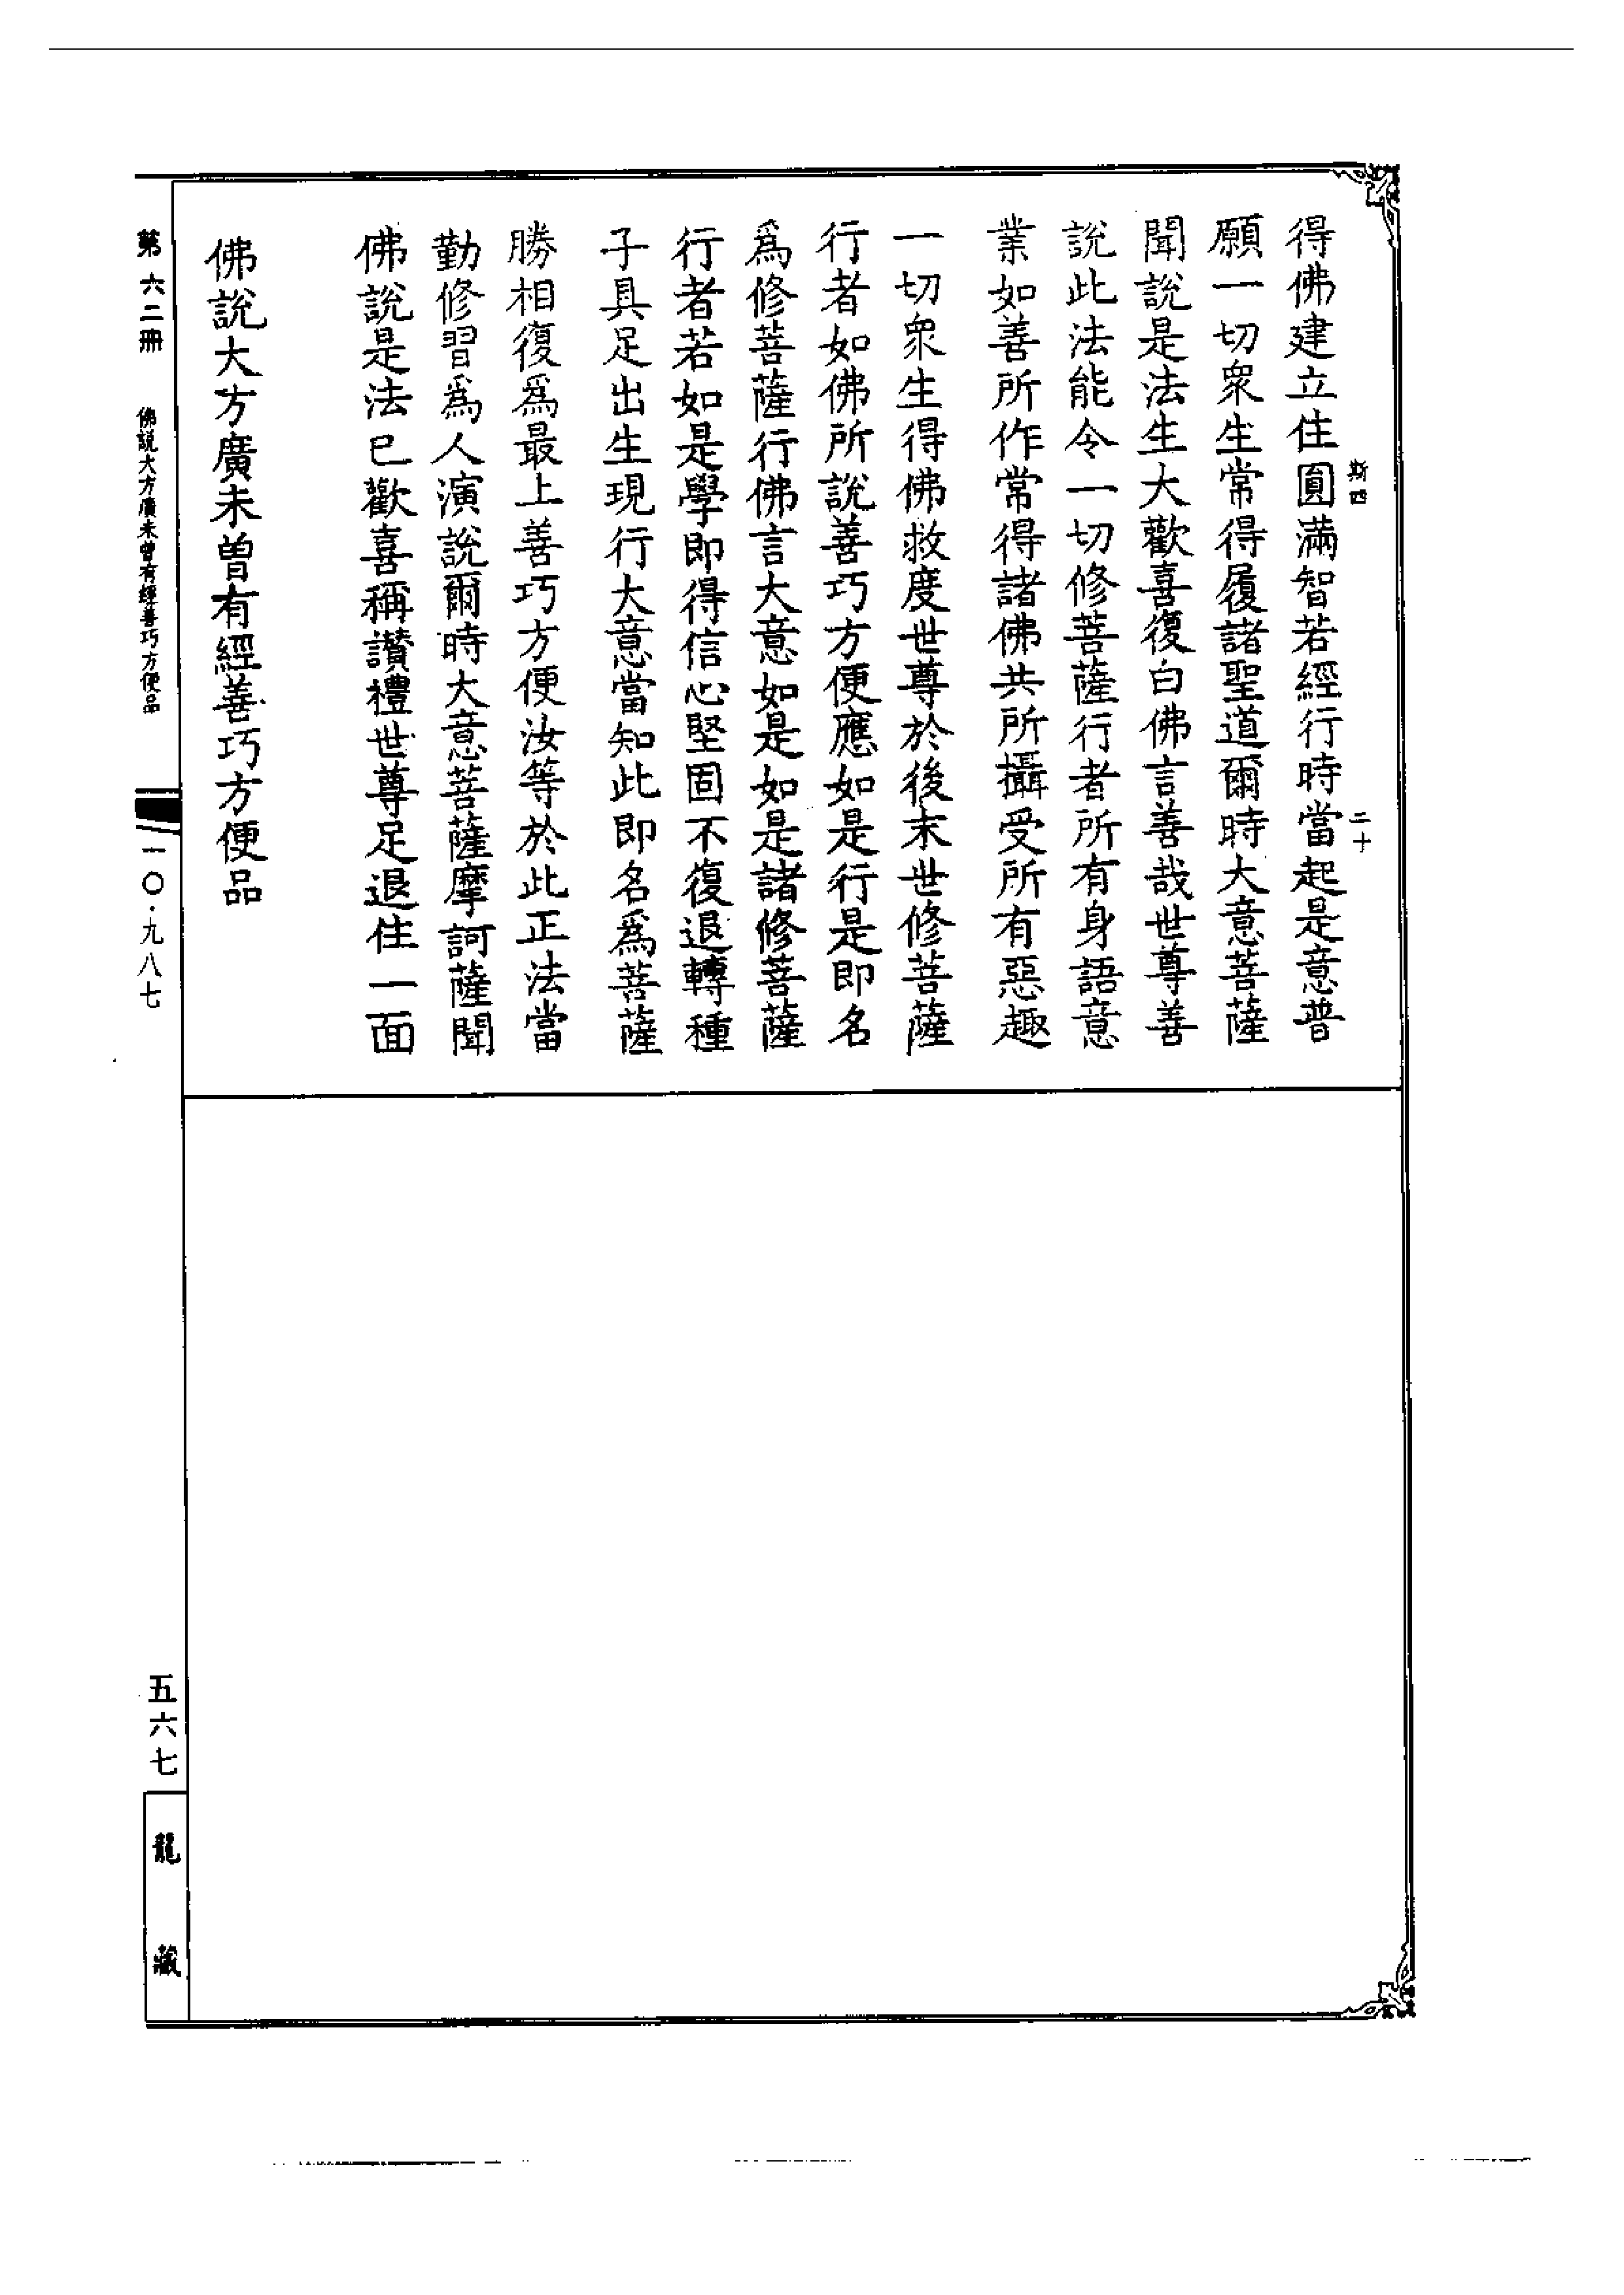 斯四
二十
得佛建立住圓滿智若經行時當起是意普
願一切衆生常得履諸聖道爾時大意菩薩
聞說是法生大歡喜復白佛言善哉世尊善
說此法能令一切修菩薩行者所有身語意
業如善所作常得諸佛共所攝受所有惡趣
一切衆生得佛救度世尊於後末世修菩薩
行者如佛所說善巧方便應如是行是即名
爲修菩薩行佛言大意如是如是諸修菩薩
行者若如是學即得信心堅固不復退轉種
子具足出生現行大意當知此即名爲菩薩
勝相復爲最上善巧方便汝等於此正法當
勤修習爲人演說爾時大意菩薩摩訶薩聞
佛說是法已歡喜稱讚禮世尊足退住一面
佛說大方廣未曾有經善巧方便品
第六二冊
佛說大方廣未曾有經善巧方便品
一〇·九八七
五六七
龍藏